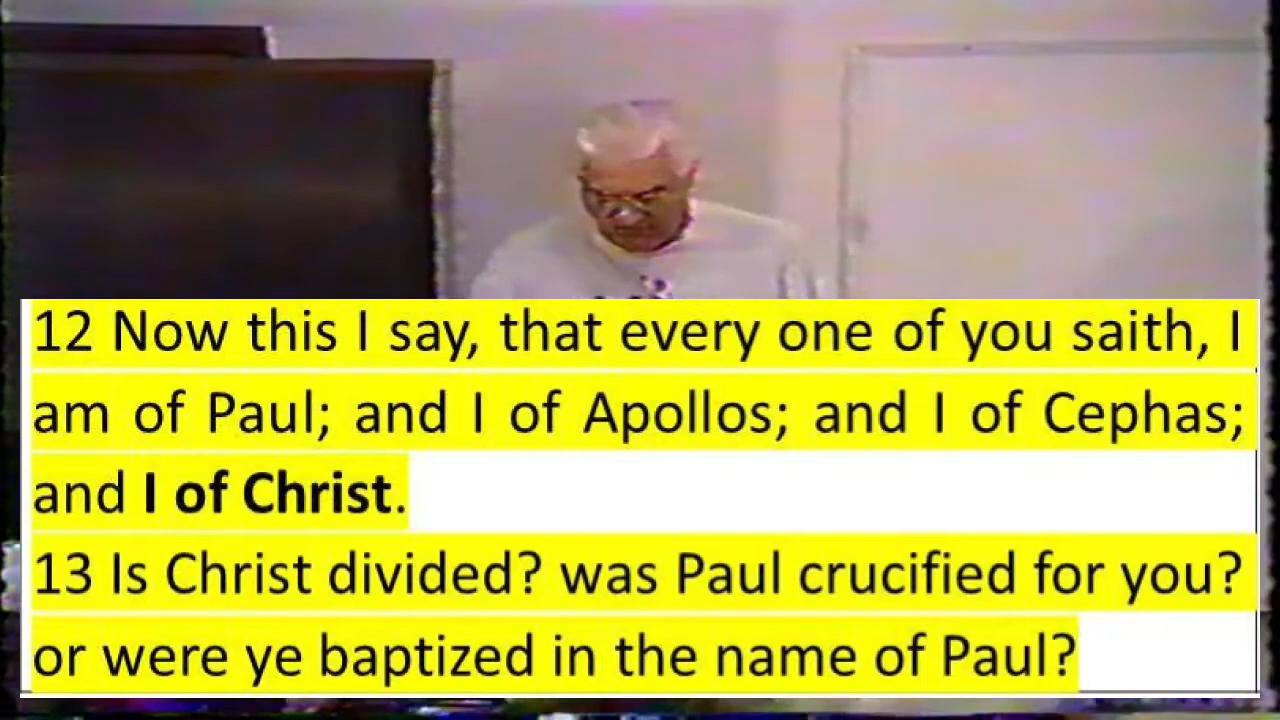 12 Now this I say, that every one of you saith, I
am of Paul; and I of Apollos; and I of Cephas;
and I of Christ.
13 Is Christ divided? was Paul crucified for you?
or were ye baptized in the name of Paul?